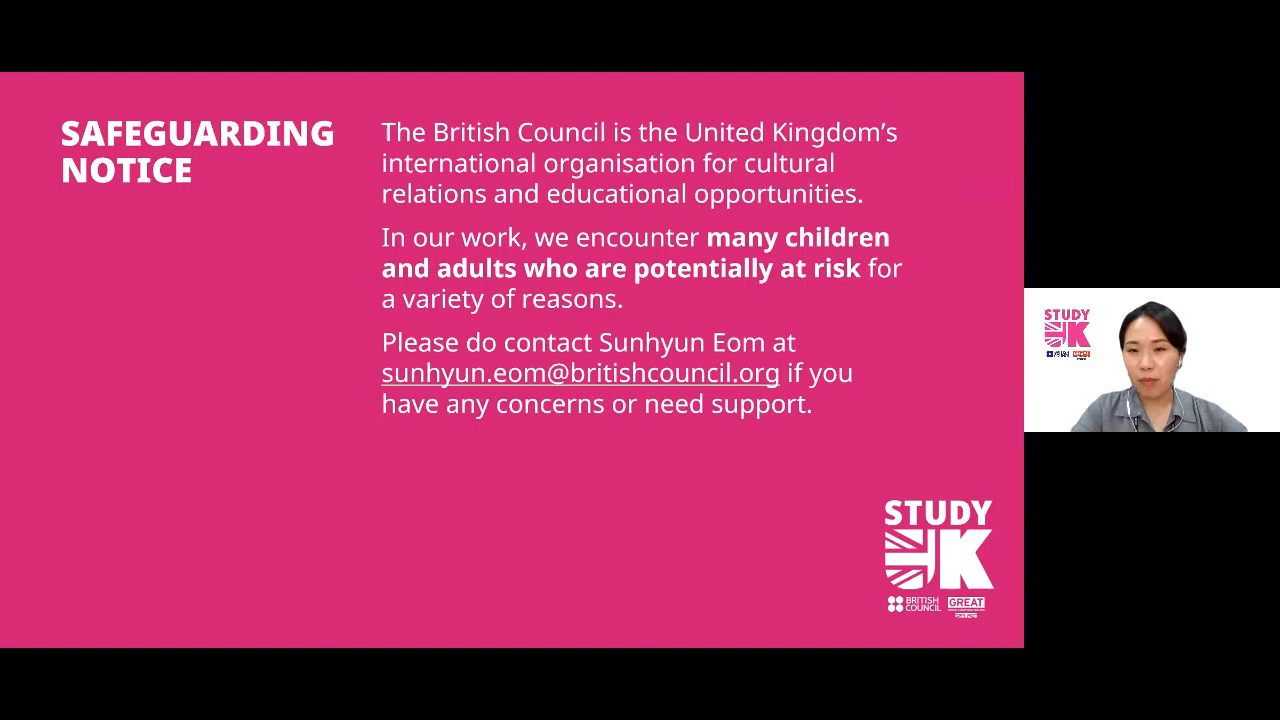 SAFEGUARDING
NOTICE
The British Council is the United Kingdom’s
international organisation for cultural
relations and educational opportunities.
In our work, we encounter many children
and adults who are potentially at risk for
a variety of reasons.
Please do contact Sunhyun Eom at
sunhyun.eom@britishcouncil.org if you
have any concerns or need support.
STUDY
UK
BRITISH
COUNCIL
GREAT
STUDY
UK